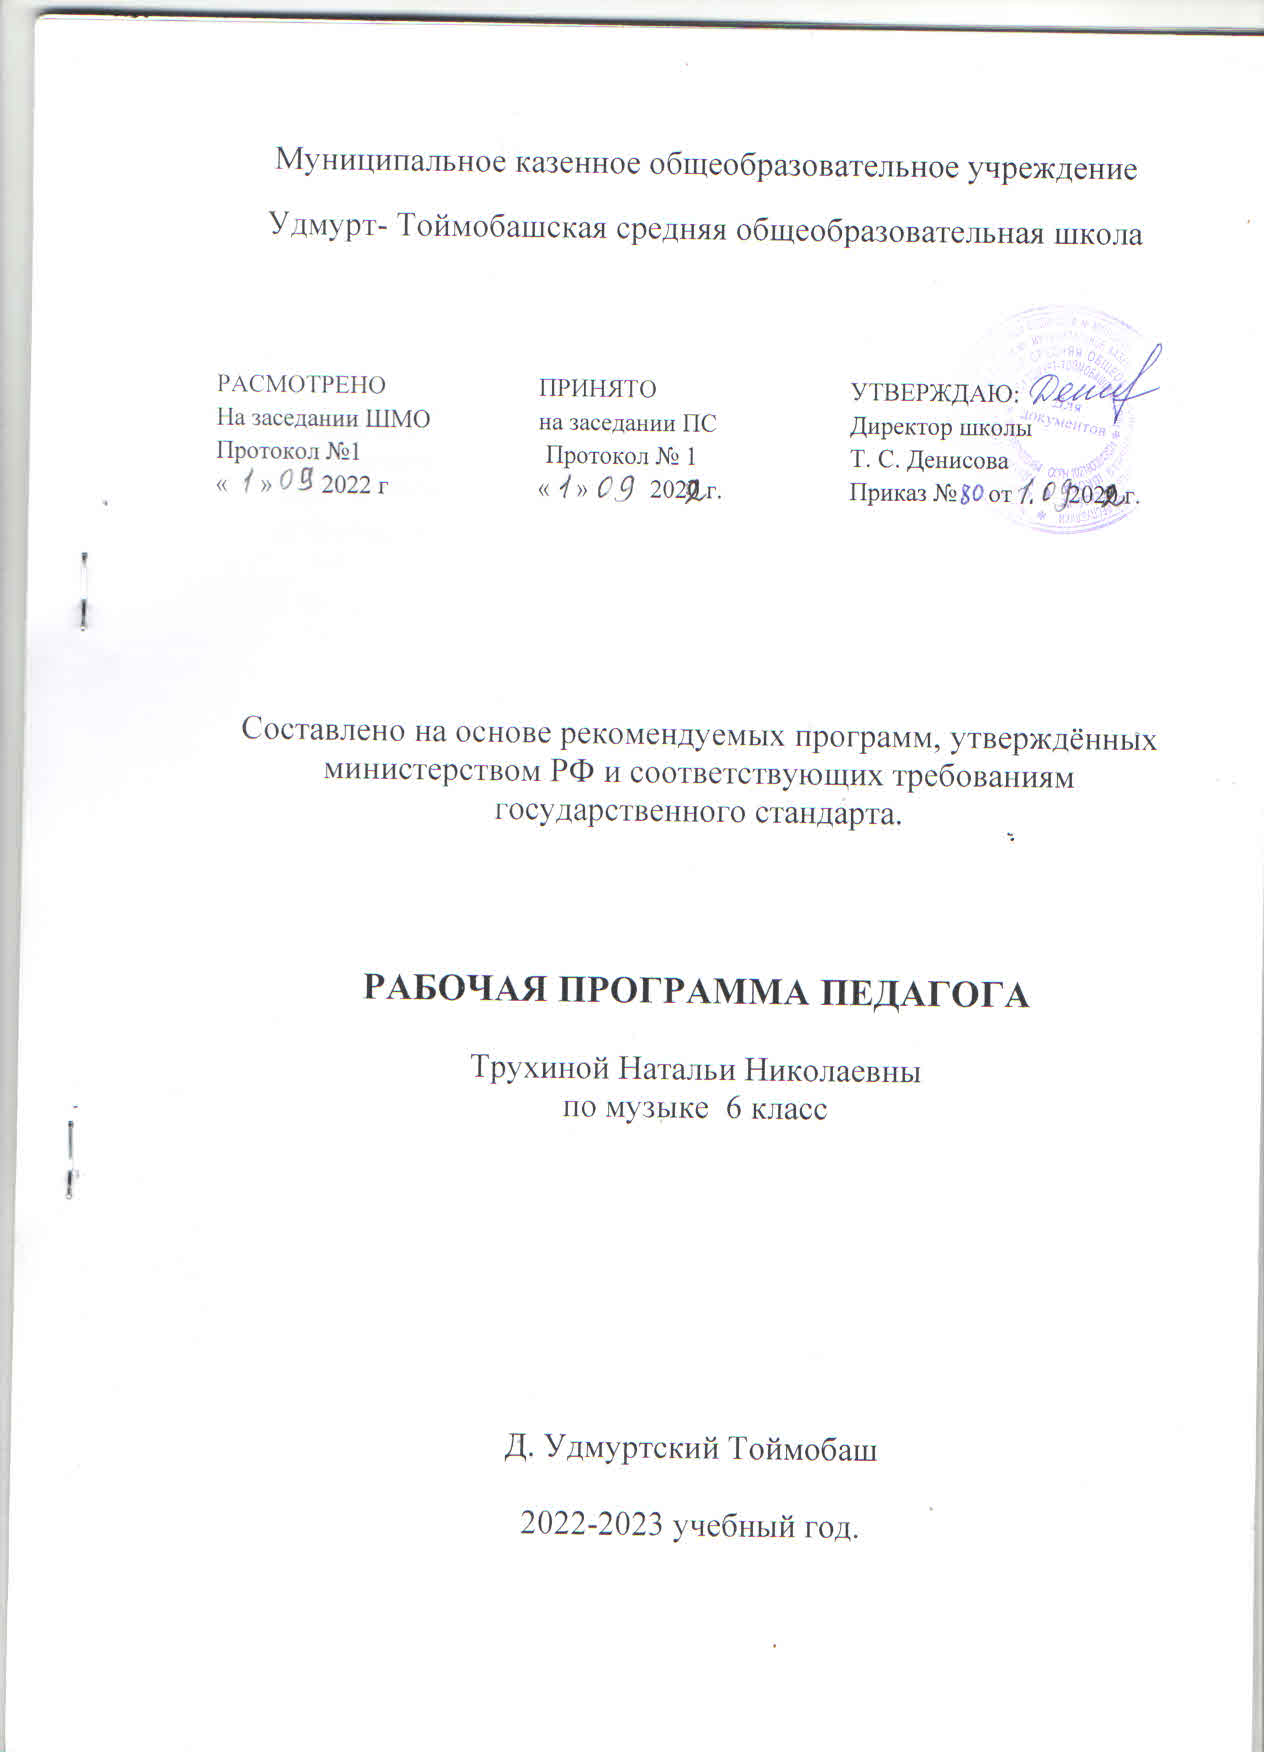 Муниципальное казенное общеобразовательное учреждение
Удмурт- Тоймобашская средняя общеобразовательная школа
РАСМОТРЕНО
На заседании ШМО
Протокол №1
« 1 » 09 2022 г
ПРИНЯТО
на заседании ПС
Протокол № 1
« 1 » 09 2022 г.
УТВЕРЖДАЮ:
Директор школы
Т. С. Денисова
Приказ № 80 от 1. 09 2022 г.
для
документов
Составлено на основе рекомендуемых программ, утверждённых
министерством РФ и соответствующих требованиям
государственного стандарта.
РАБОЧАЯ ПРОГРАММА ПЕДАГОГА
Трухиной Натальи Николаевны
по музыке 6 класс
Д. Удмуртский Тоймобаш
2022-2023 учебный год.